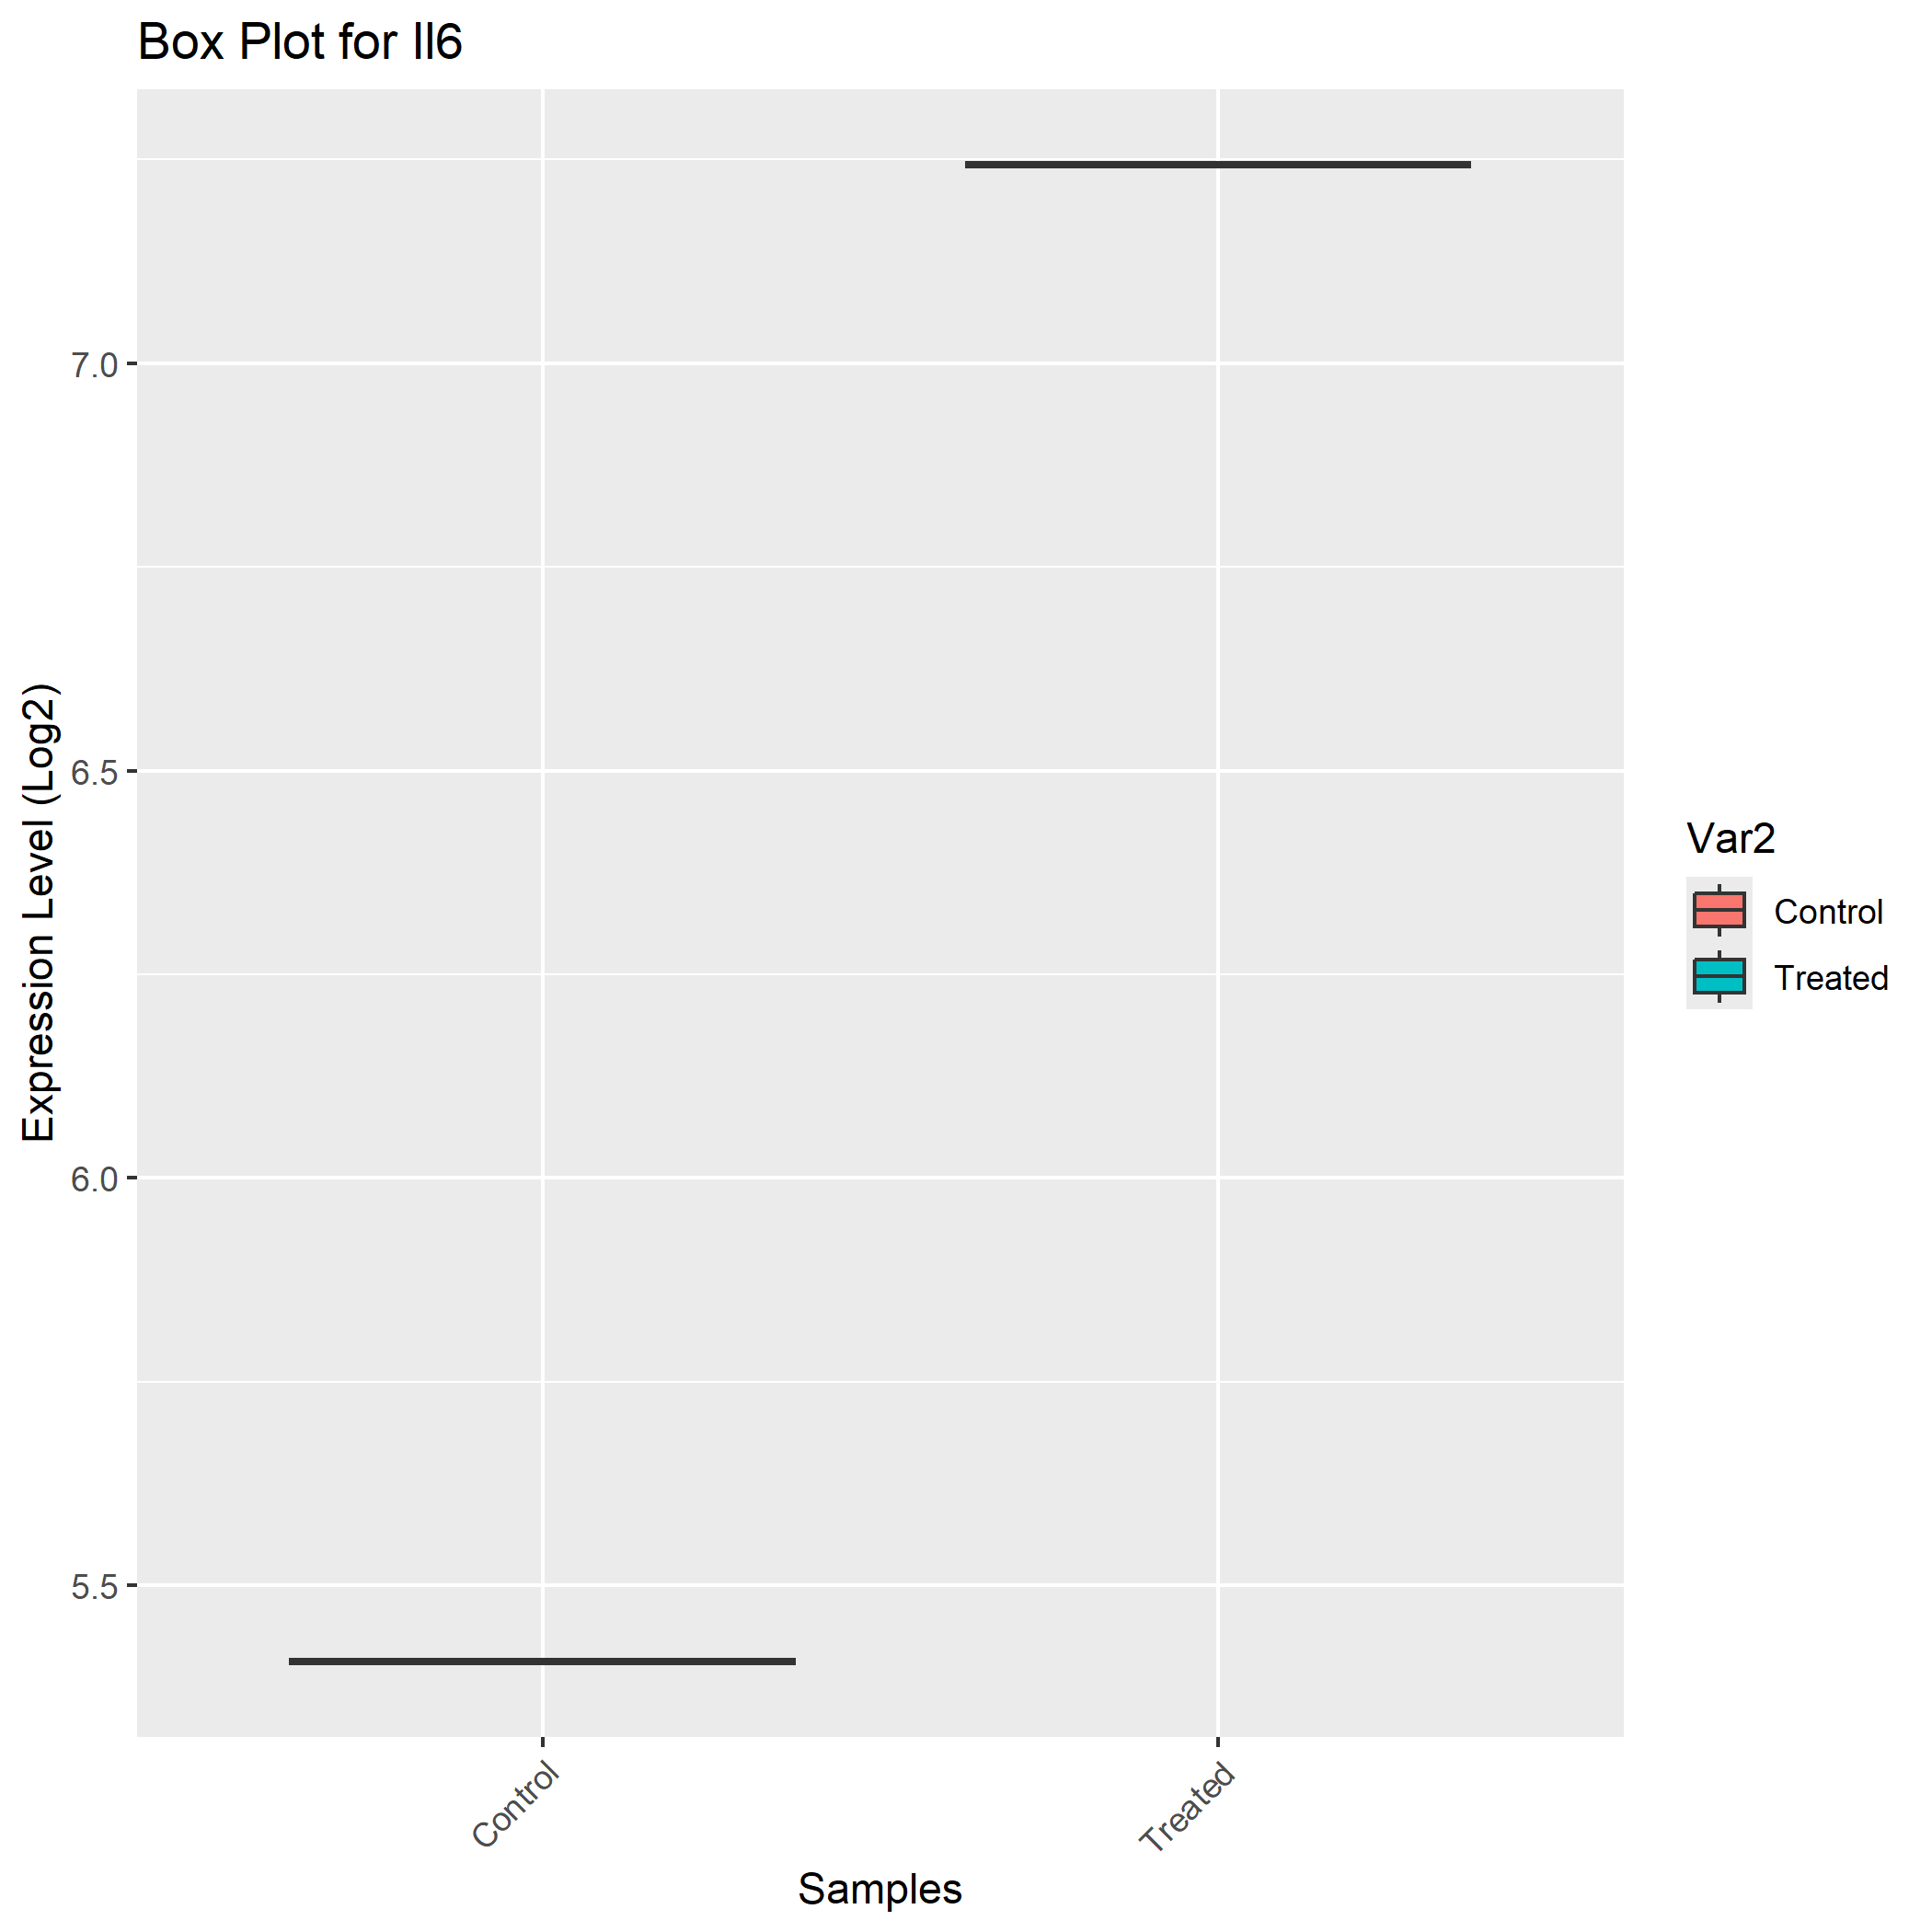 Box Plot for Il6
Expression Level (Log2)
7.0
6.5
6.0
5.5
Control
Treated
Samples
Var2
Control
Treated